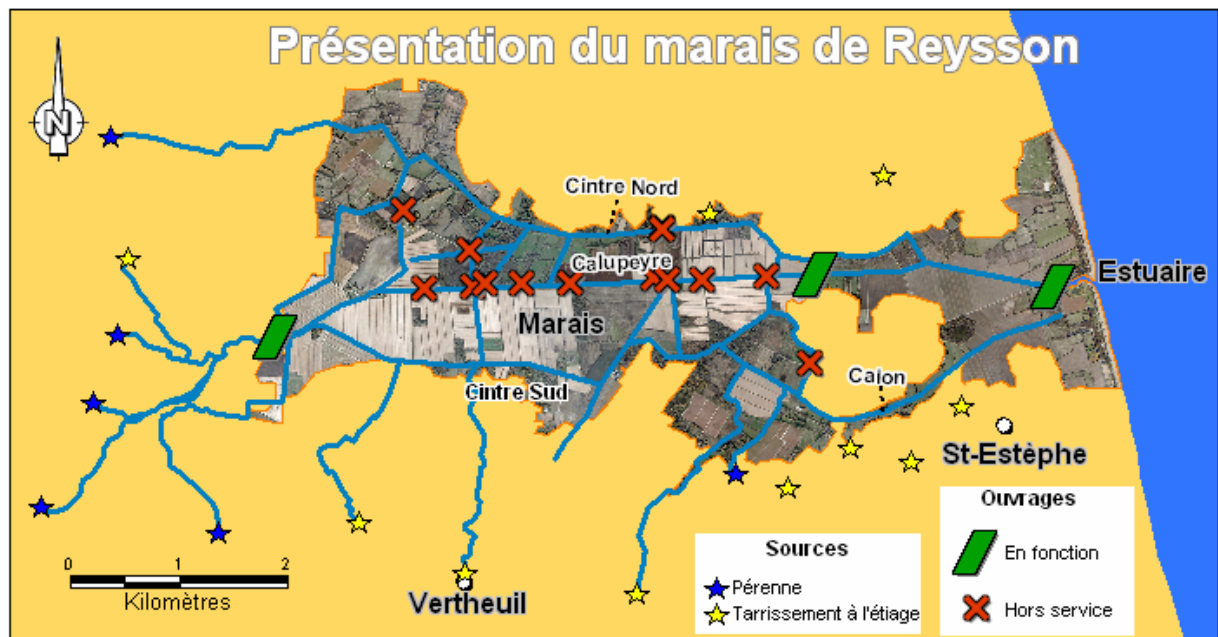 Présentation du marais de Reysson
N
Cintre Nord
Calupeyre
Estuaire
Marais
Cintre Sud
Calon
St-Estèphe
Vertheuil
0 1 2
Kilomètres
Sources
Pérenne
Tarrissement à l'étiage
Ouvrages
En fonction
Hors service